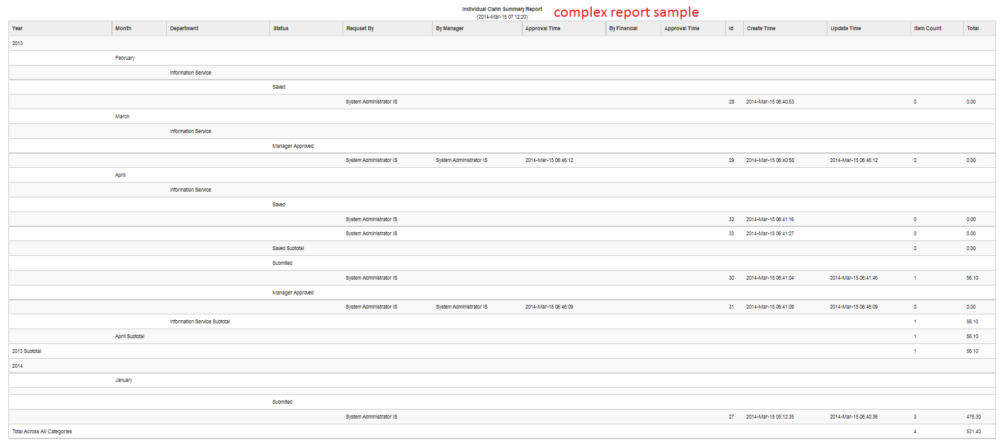 Individual Claim Summary Report
complex report sample
(2014-Mar-15 07:12:20)
Year Month Department Status Requset By By Manager Approval Time By Financial Approval Time Id Create Time Update Time Item Count Total
2013
February
Information Service
Saved
System Administrator IS 28 2014-Mar-15 06:40:53 0 0.00
March
Information Service
Manager Approved
System Administrator IS System Administrator IS 2014-Mar-15 06:46:12 29 2014-Mar-15 06:40:58 2014-Mar-15 06:46:12 0 0.00
April
Information Service
Saved
System Administrator IS 32 2014-Mar-15 06:41:16 0 0.00
System Administrator IS 33 2014-Mar-15 06:41:27 0 0.00
Saved Subtotal 0 0.00
Submited
System Administrator IS 30 2014-Mar-15 06:41:04 2014-Mar-15 06:41:46 1 56.10
Manager Approved
System Administrator IS System Administrator IS 2014-Mar-15 06:46:09 31 2014-Mar-15 06:41:09 2014-Mar-15 06:46:09 0 0.00
Information Service Subtotal 1 56.10
April Subtotal 1 56.10
2013 Subtotal 1 56.10
2014
January
Submited
System Administrator IS 27 2014-Mar-15 05:12:35 2014-Mar-15 06:40:36 3 475.30
Total Across All Categories 4 531.40